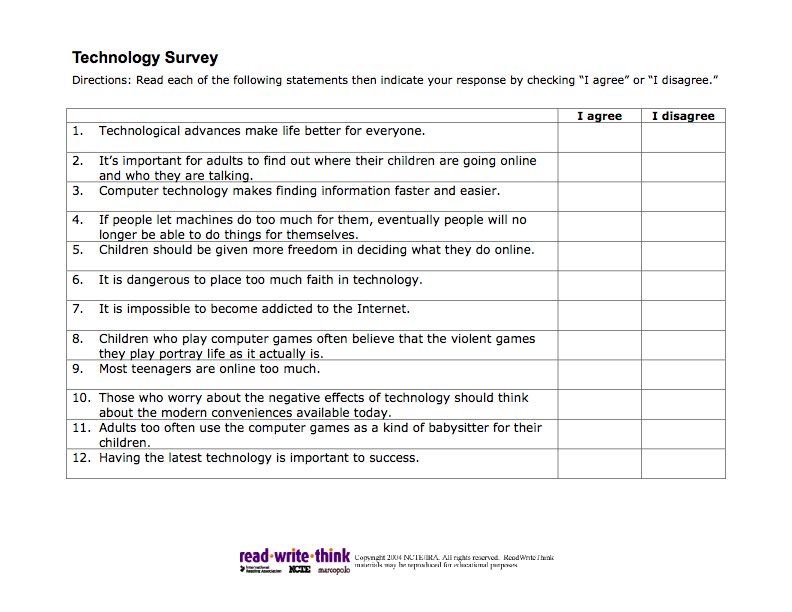 Technology Survey
Directions: Read each of the following statements then indicate your response by checking “I agree” or “I disagree.”
I agree I disagree
1. Technological advances make life better for everyone.
2. It’s important for adults to find out where their children are going online
and who they are talking.
3. Computer technology makes finding information faster and easier.
4. If people let machines do too much for them, eventually people will no
longer be able to do things for themselves.
5. Children should be given more freedom in deciding what they do online.
6. It is dangerous to place too much faith in technology.
7. It is impossible to become addicted to the Internet.
8. Children who play computer games often believe that the violent games
they play portray life as it actually is.
9. Most teenagers are online too much.
10. Those who worry about the negative effects of technology should think
about the modern conveniences available today.
11. Adults too often use the computer games as a kind of babysitter for their
children.
12. Having the latest technology is important to success.
read•write•think
International
Reading Association NCTE marcopolo
Copyright 2004 NCTE/IRA. All rights reserved. ReadWriteThink
materials may be reproduced for educational purposes.